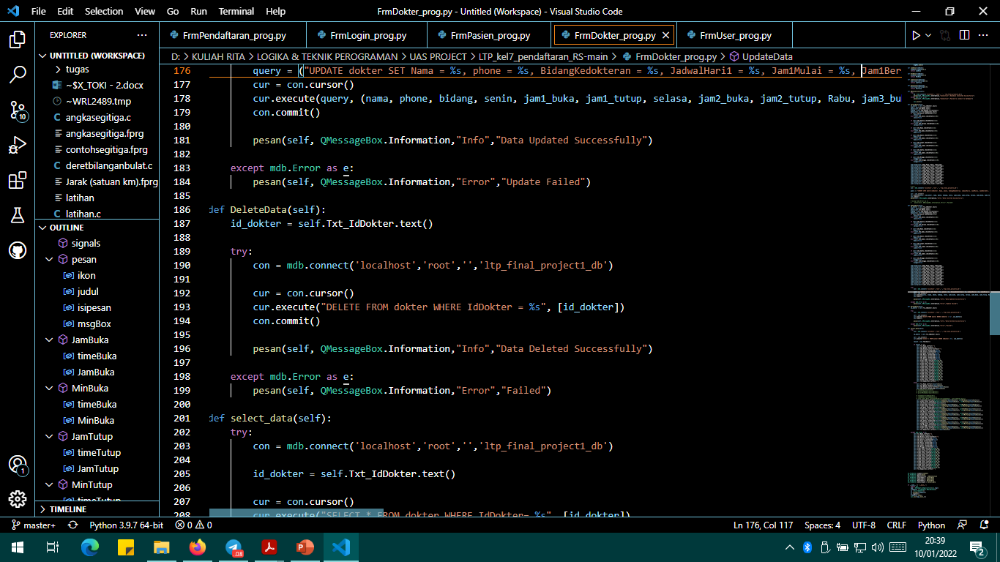 File Edit Selection View Go Run Terminal Help FrmDokter_prog.py - Untitled (Workspace) - Visual Studio Code
EXPLORER ...
FrmPendaftaran_prog.py FrmLogin_prog.py FrmPasien_prog.py FrmDokter_prog.py FrmUser_prog.py
D: > KULIAH RITA > LOGIKA & TEKNIK PEROGRAMAN > UAS PROJECT > LTP_kel7_pendaftaran_RS-main > FrmDokter_prog.py > UpdateData
UNTITLED (WORKSPACE)
tugas
~$X_TOKI - 2.docx
~WRL2489.tmp
angkasegitiga.c
angkasegitiga.fprg
contohsegitiga.fprg
deretbilanganbulat.c
Jarak (satuan km).fprg
latihan
latihan.c
OUTLINE
signals
pesan
ikon
judul
isipesan
msgBox
JamBuka
timeBuka
JamBuka
MinBuka
timeBuka
MinBuka
JamTutup
timeTutup
JamTutup
MinTutup
timeTutup
TIMELINE
10
1
176 query = ("UPDATE dokter SET Nama = %s, phone = %s, BidangKedokteran = %s, JadwalHari1 = %s, Jam1Mulai = %s, Jam1Ber
177 cur = con.cursor()
178 cur.execute(query, (nama, phone, bidang, senin, jam1_buka, jam1_tutup, selasa, jam2_buka, jam2_tutup, Rabu, jam3_bu
179 con.commit()
180
181 pesan(self, QMessageBox.Information,"Info","Data Updated Successfully")
182
183 except mdb.Error as e:
184 pesan(self, QMessageBox.Information,"Error","Update Failed")
185
186 def DeleteData(self):
187 id_dokter = self.Txt_IdDokter.text()
188
189 try:
190 con = mdb.connect('localhost','root','','ltp_final_project1_db')
191
192 cur = con.cursor()
193 cur.execute("DELETE FROM dokter WHERE IdDokter = %s", [id_dokter])
194 con.commit()
195
196 pesan(self, QMessageBox.Information,"Info","Data Deleted Successfully")
197
198 except mdb.Error as e:
199 pesan(self, QMessageBox.Information,"Error","Failed")
200
201 def select_data(self):
202 try:
203 con = mdb.connect('localhost','root','','ltp_final_project1_db')
204
205 id_dokter = self.Txt_IdDokter.text()
206
207 cur = con.cursor()
208 cur.execute("SELECT * FROM dokter WHERE IdDokter= %s", [id_dokter])
master+ Python 3.9.7 64-bit 0 0 Ln 176, Col 117 Spaces: 4 UTF-8 CRLF Python
.08
20:39
10/01/2022
2